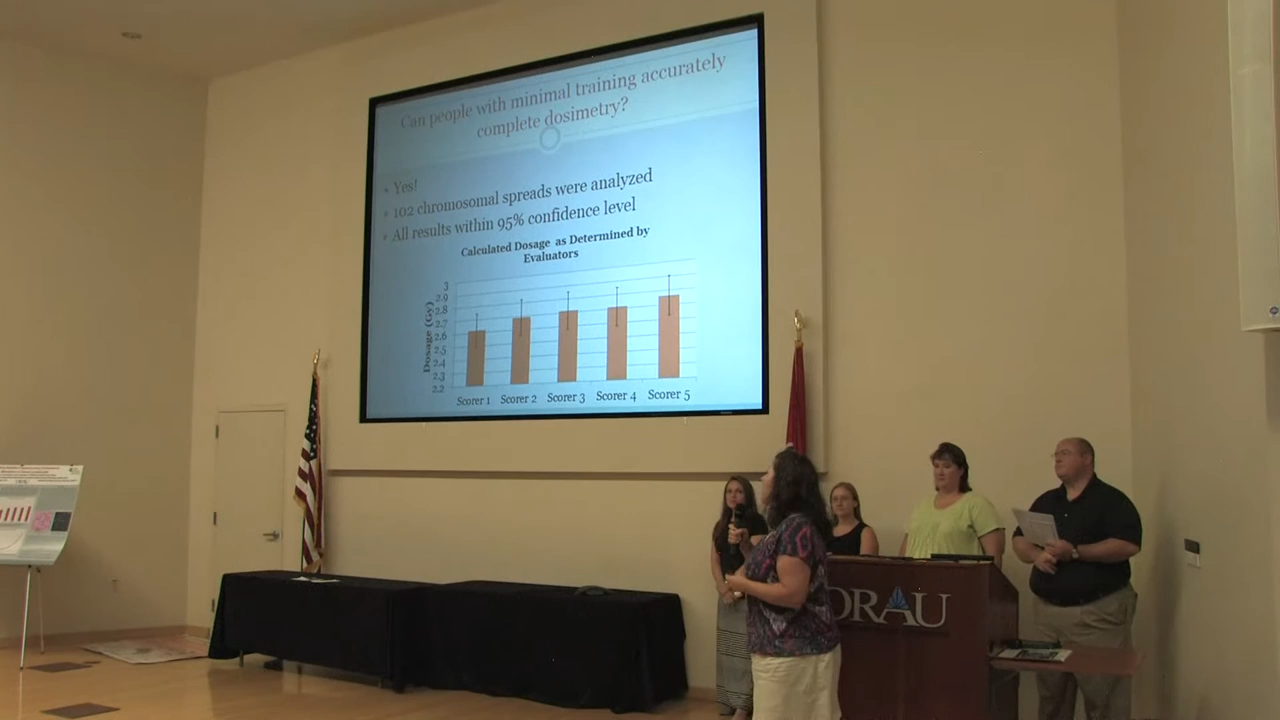 Can people with minimal training accurately
complete dosimetry?
Yes!
102 chromosomal spreads were analyzed
All results within 95% confidence level
Calculated Dosage as Determined by
Evaluators
Dosage (Gy)
3
2.9
2.8
2.7
2.6
2.5
2.4
2.3
2.2
Scorer 1 Scorer 2 Scorer 3 Scorer 4 Scorer 5
ORAU